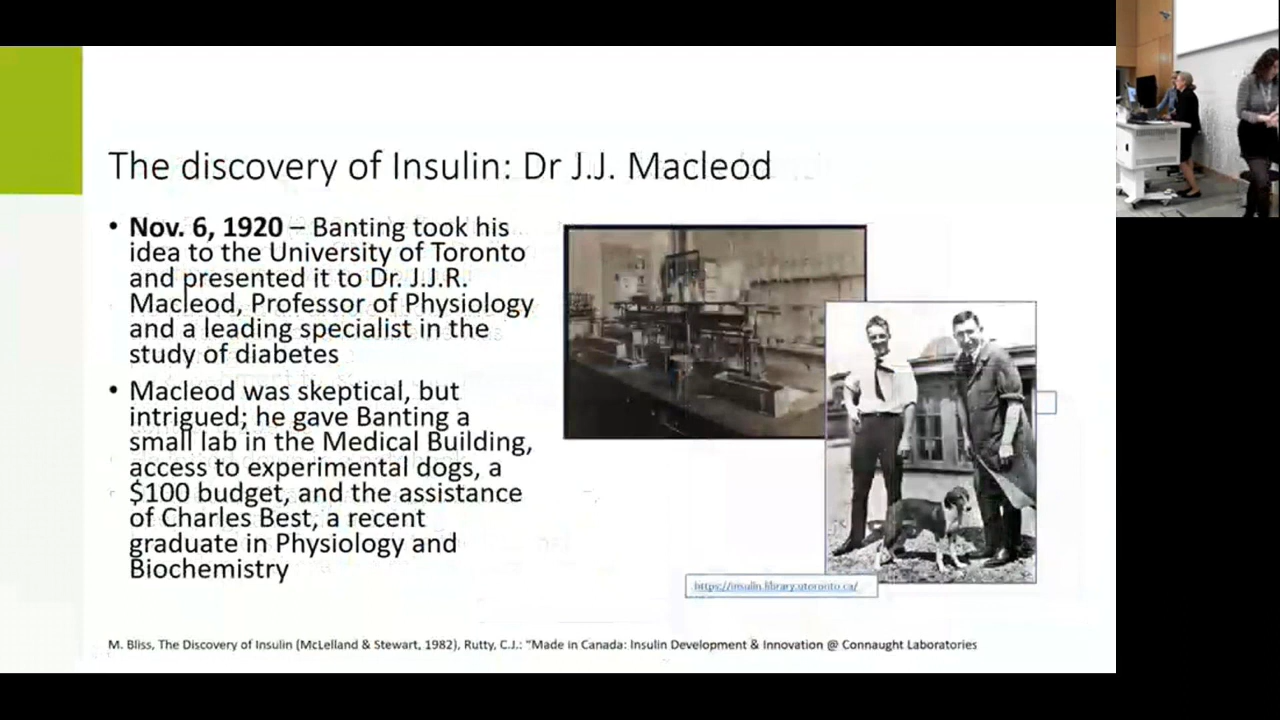 The discovery of Insulin: Dr J.J. Macleod
• Nov. 6, 1920 – Banting took his
idea to the University of Toronto
and presented it to Dr. J.J.R.
Macleod, Professor of Physiology
and a leading specialist in the
study of diabetes
• Macleod was skeptical, but
intrigued; he gave Banting a
small lab in the Medical Building,
access to experimental dogs, a
$100 budget, and the assistance
of Charles Best, a recent
graduate in Physiology and
Biochemistry
https://insulin.library.utoronto.ca/
M. Bliss, The Discovery of Insulin (McLelland & Stewart, 1982), Rutty, C.J.: "Made in Canada: Insulin Development & Innovation @ Connaught Laboratories